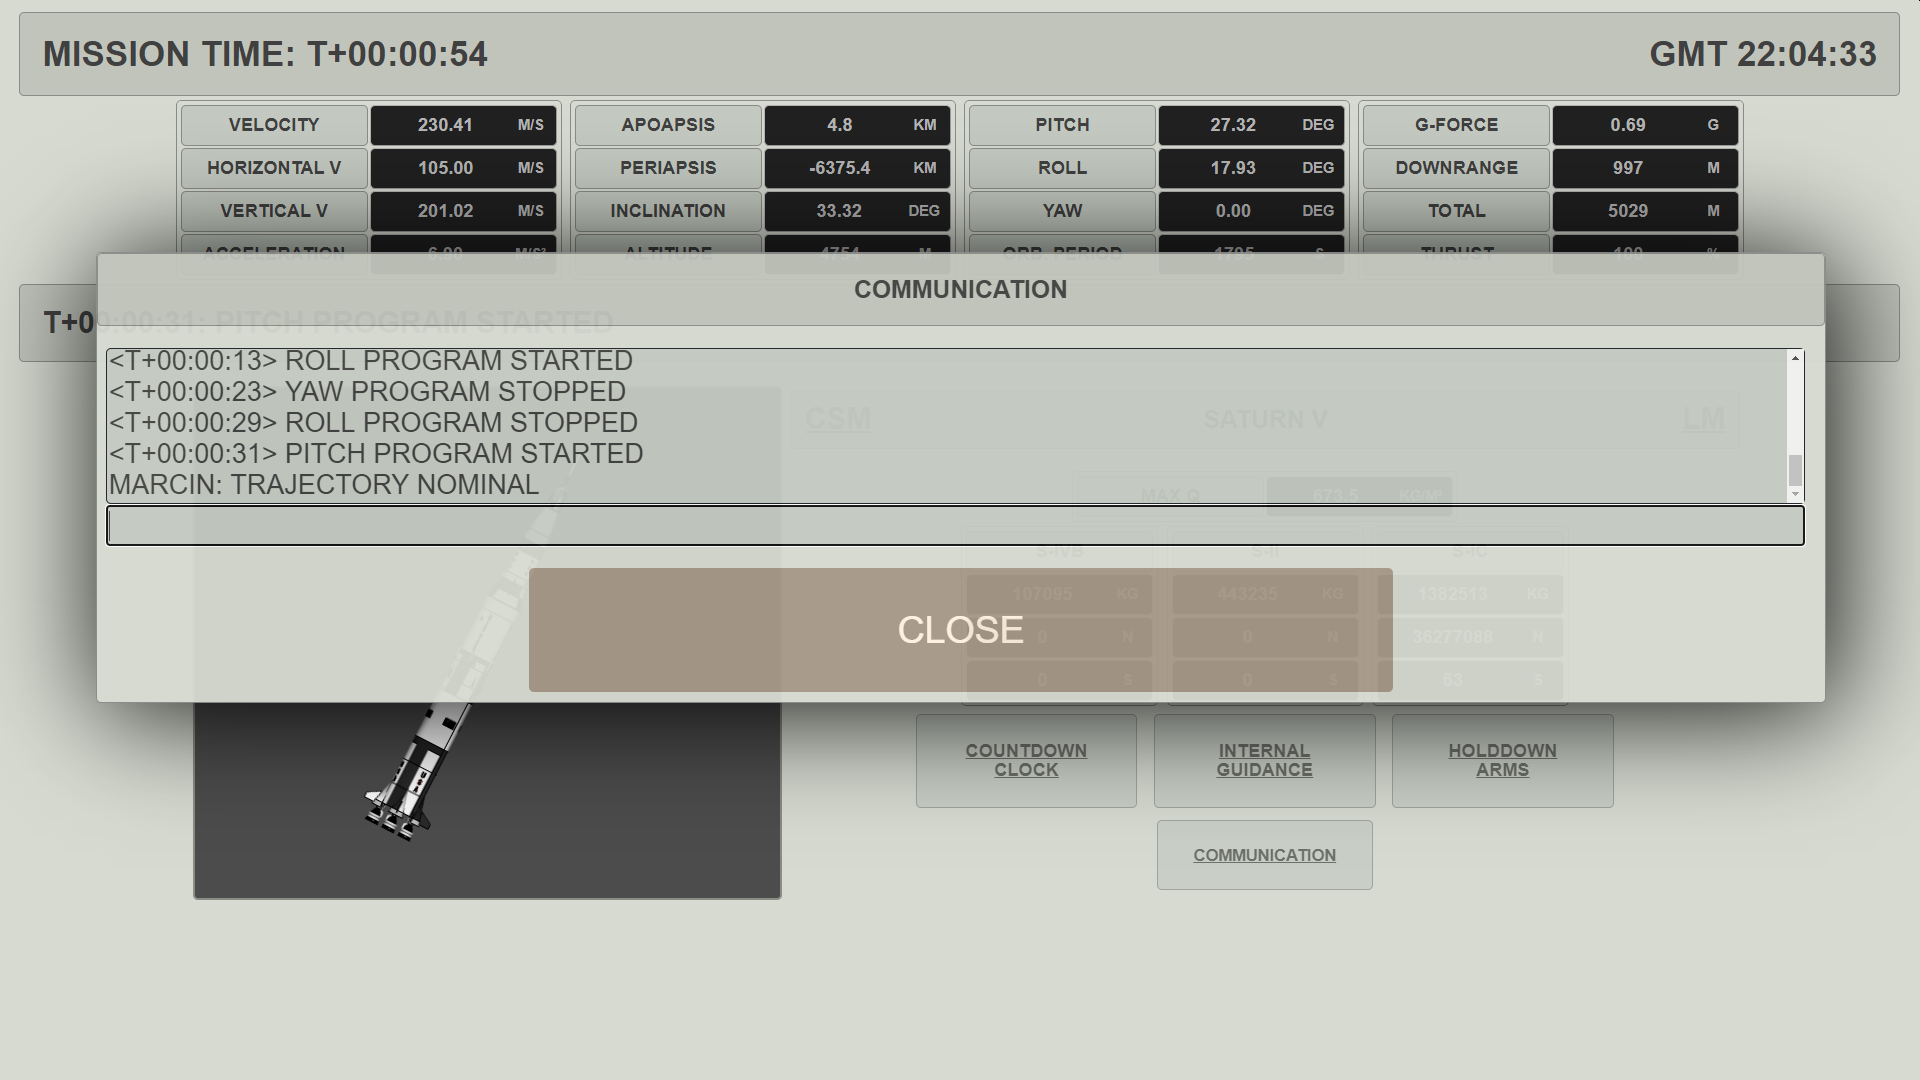 MISSION TIME: T+00:00:54
GMT 22:04:33
VELOCITY 230.41 M/S
HORIZONTAL V 105.00 M/S
VERTICAL V 201.02 M/S
ACCELERATION 6.90 M/S²
APOAPSIS 4.8 KM
PERIAPSIS -6375.4 KM
INCLINATION 33.32 DEG
ALTITUDE 4754 M
PITCH 27.32 DEG
ROLL 17.93 DEG
YAW 0.00 DEG
ORB. PERIOD 1795 S
G-FORCE 0.69 G
DOWNRANGE 997 M
TOTAL 5029 M
THRUST 100 %
T+00:00:31: PITCH PROGRAM STARTED
COMMUNICATION
<T+00:00:13> ROLL PROGRAM STARTED
<T+00:00:23> YAW PROGRAM STOPPED
<T+00:00:29> ROLL PROGRAM STOPPED
<T+00:00:31> PITCH PROGRAM STARTED
MARCIN: TRAJECTORY NOMINAL
CLOSE
CSM
SATURN V
LM
MAX Q 673.5 KG/M²
S-IVB
107095 KG
0 N
0 S
S-II
443235 KG
0 N
0 S
S-IC
1382513 KG
36277088 N
63 S
COUNTDOWN
CLOCK
INTERNAL
GUIDANCE
HOLDDOWN
ARMS
COMMUNICATION